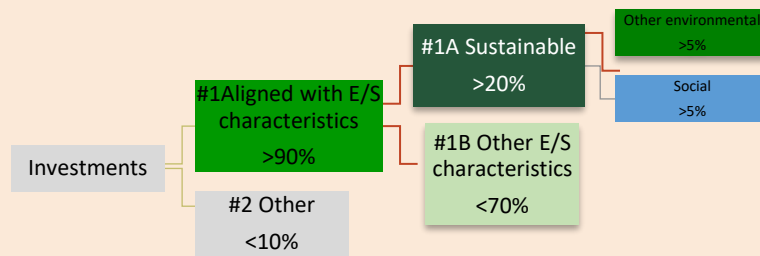 Investments
#1Aligned with E/S
characteristics
>90%
#2 Other
<10%
#1A Sustainable
>20%
#1B Other E/S
characteristics
<70%
Other environmental
>5%
Social
>5%